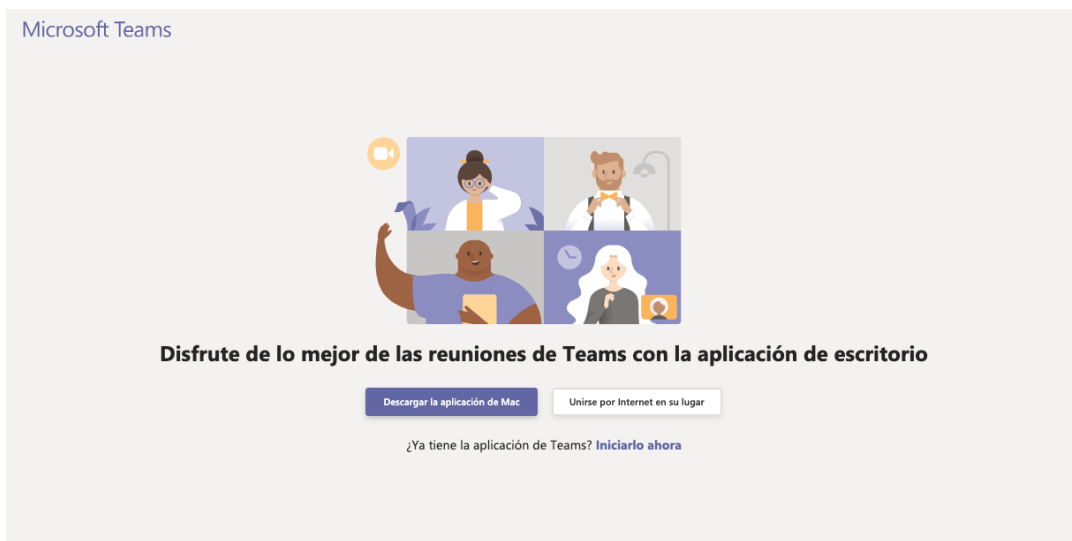 Microsoft Teams
Disfrute de lo mejor de las reuniones de Teams con la aplicación de escritorio
Descargar la aplicación de Mac
Unirse por Internet en su lugar
¿Ya tiene la aplicación de Teams? Iniciarlo ahora